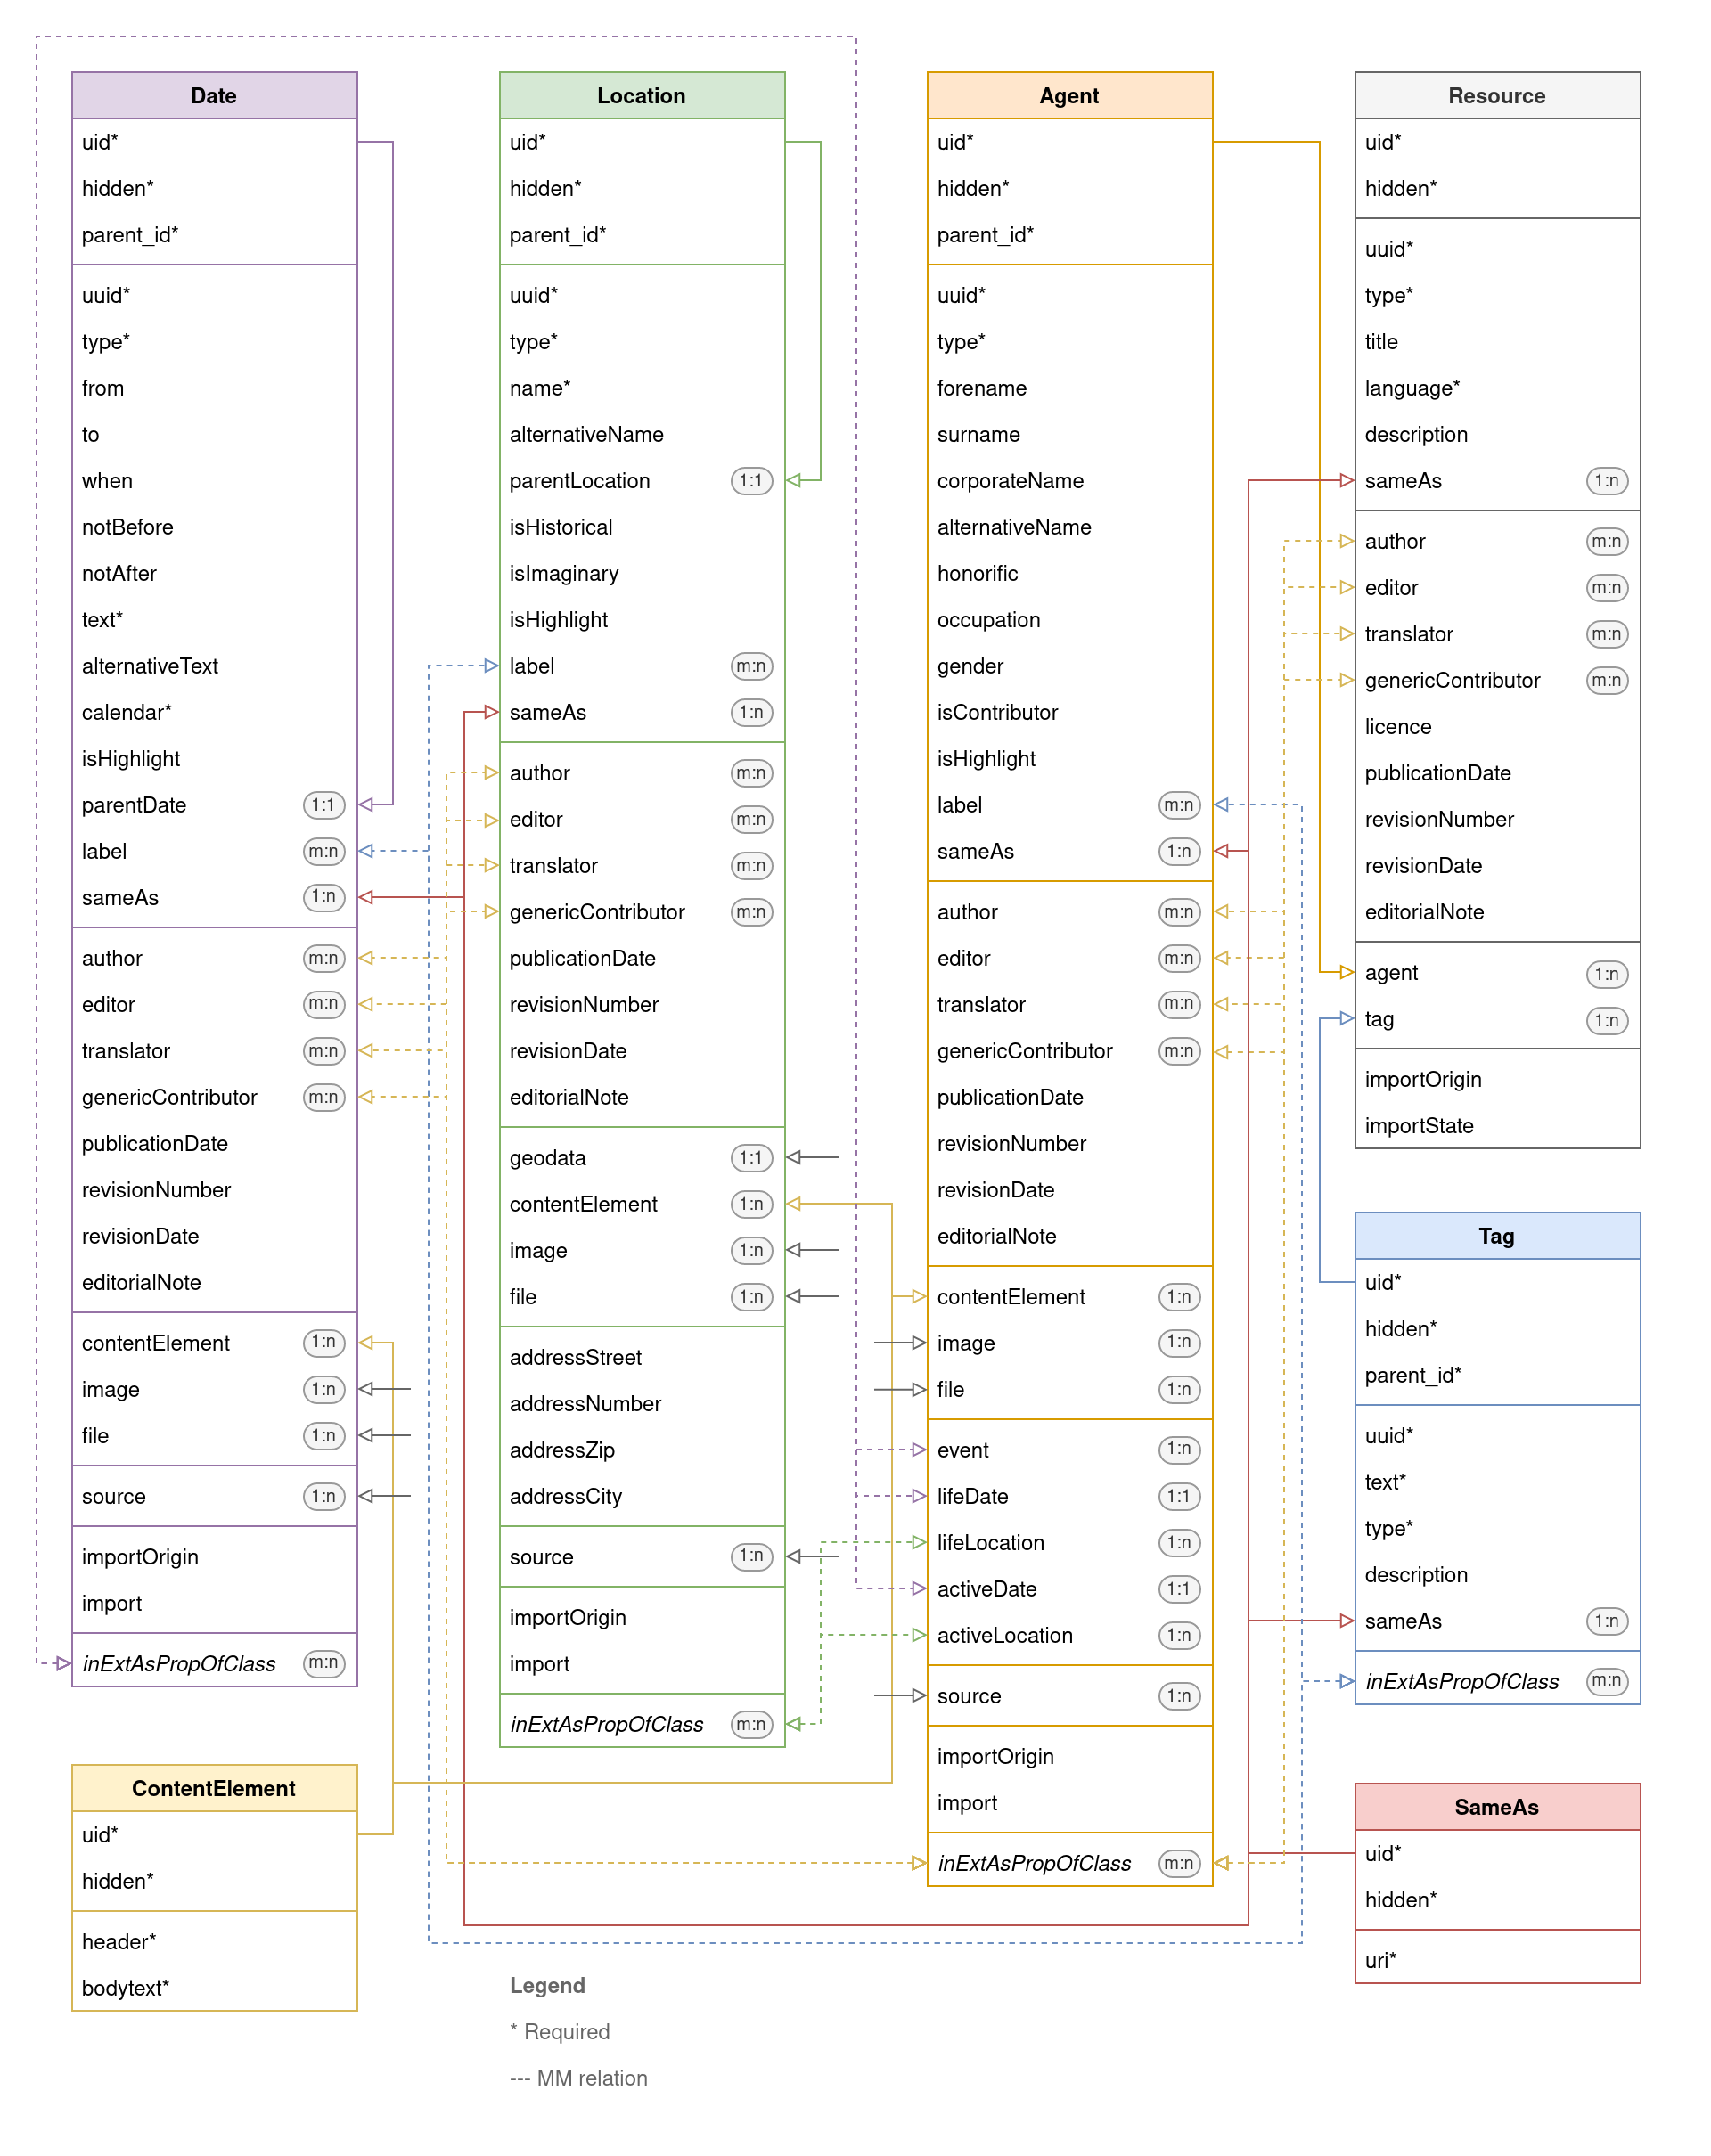 Date
uid*
hidden*
parent_id*
uuid*
type*
from
to
when
notBefore
notAfter
text*
alternativeText
calendar*
isHighlight
parentDate 1:1
label m:n
sameAs 1:n
author m:n
editor m:n
translator m:n
genericContributor m:n
publicationDate
revisionNumber
revisionDate
editorialNote
contentElement 1:n
image 1:n
file 1:n
source 1:n
importOrigin
import
inExtAsPropOfClass m:n
ContentElement
uid*
hidden*
header*
bodytext*
Location
uid*
hidden*
parent_id*
uuid*
type*
name*
alternativeName
parentLocation 1:1
isHistorical
isImaginary
isHighlight
label m:n
sameAs 1:n
author m:n
editor m:n
translator m:n
genericContributor m:n
publicationDate
revisionNumber
revisionDate
editorialNote
geodata 1:1
contentElement 1:n
image 1:n
file 1:n
addressStreet
addressNumber
addressZip
addressCity
source 1:n
importOrigin
import
inExtAsPropOfClass m:n
Legend
* Required
--- MM relation
Agent
uid*
hidden*
parent_id*
uuid*
type*
forename
surname
corporateName
alternativeName
honorific
occupation
gender
isContributor
isHighlight
label m:n
sameAs 1:n
author m:n
editor m:n
translator m:n
genericContributor m:n
publicationDate
revisionNumber
revisionDate
editorialNote
contentElement 1:n
image 1:n
file 1:n
event 1:n
lifeDate 1:1
lifeLocation 1:n
activeDate 1:1
activeLocation 1:n
source 1:n
importOrigin
import
inExtAsPropOfClass m:n
Resource
uid*
hidden*
uuid*
type*
title
language*
description
sameAs 1:n
author m:n
editor m:n
translator m:n
genericContributor m:n
licence
publicationDate
revisionNumber
revisionDate
editorialNote
agent 1:n
tag 1:n
importOrigin
importState
Tag
uid*
hidden*
parent_id*
uuid*
text*
type*
description
sameAs 1:n
inExtAsPropOfClass m:n
SameAs
uid*
hidden*
uri*